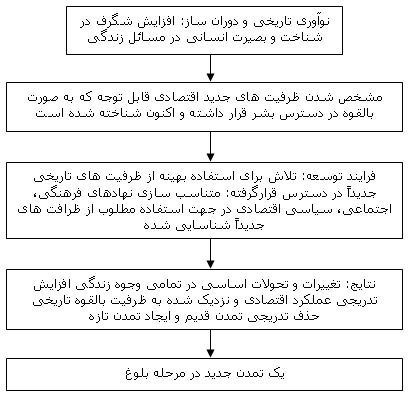 نوآوری تاریخی و دوران ساز: افزایش شگرف در
شناخت و بصیرت انسانی در مسائل زندگی
مشخص شدن ظرفیت های جدید اقتصادی قابل توجه که به صورت
بالقوه در دسترس بشر قرار داشته و اکنون شناخته شده است
فرایند توسعه: تلاش برای استفاده بهینه از ظرفیت های تاریخی
جدیداً در دسترس قرارگرفته: متناسب سازی نهادهای فرهنگی،
اجتماعی، سیاسی اقتصادی در جهت استفاده مطلوب از ظرافت های
جدیداً شناسایی شده
نتایج: تغییرات و تحولات اساسی در تمامی وجوه زندگی افزایش
تدریجی عملکرد اقتصادی و نزدیک شده به ظرفیت بالقوه تاریخی
حذف تدریجی تمدن قدیم و ایجاد تمدن تازه
یک تمدن جدید در مرحله بلوغ